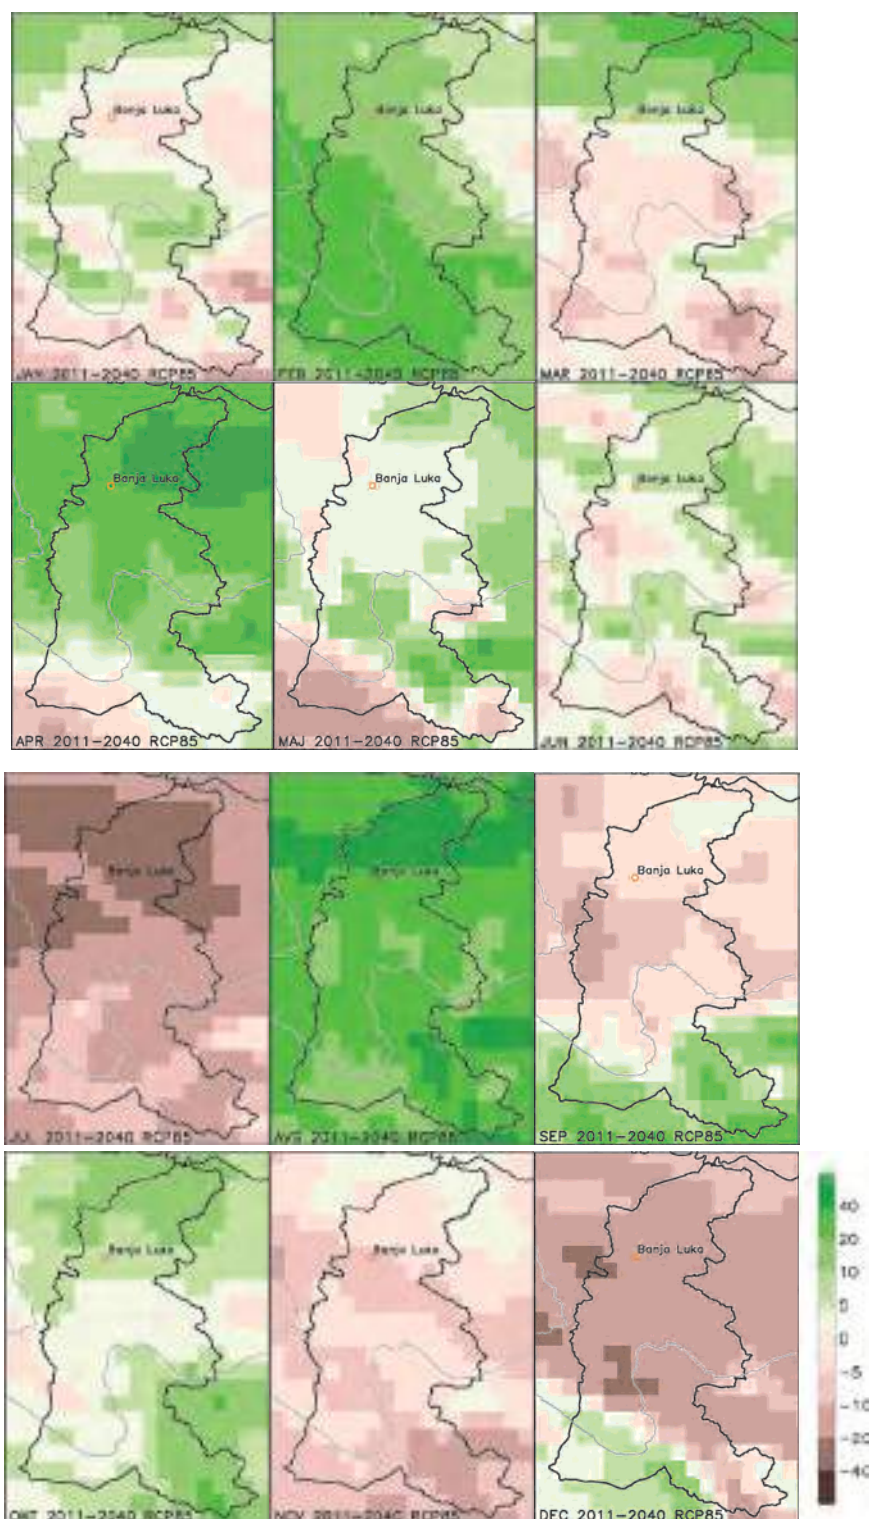 Banja Luka
Banja Luka
Banja Luka
JAN 2011-2040 RCP85
FEB 2011-2040 RCP85
MAR 2011-2040 RCP85
Banja Luka
Banja Luka
Banja Luka
APR 2011-2040 RCP85
MAJ 2011-2040 RCP85
JUN 2011-2040 RCP85
Banja Luka
Banja Luka
Banja Luka
JUL 2011-2040 RCP85
AVG 2011-2040 RCP85
SEP 2011-2040 RCP85
Banja Luka
Banja Luka
Banja Luka
OKT 2011-2040 RCP85
NOV 2011-2040 RCP85
DEC 2011-2040 RCP85
40
20
10
5
0
-5
-10
-20
-40